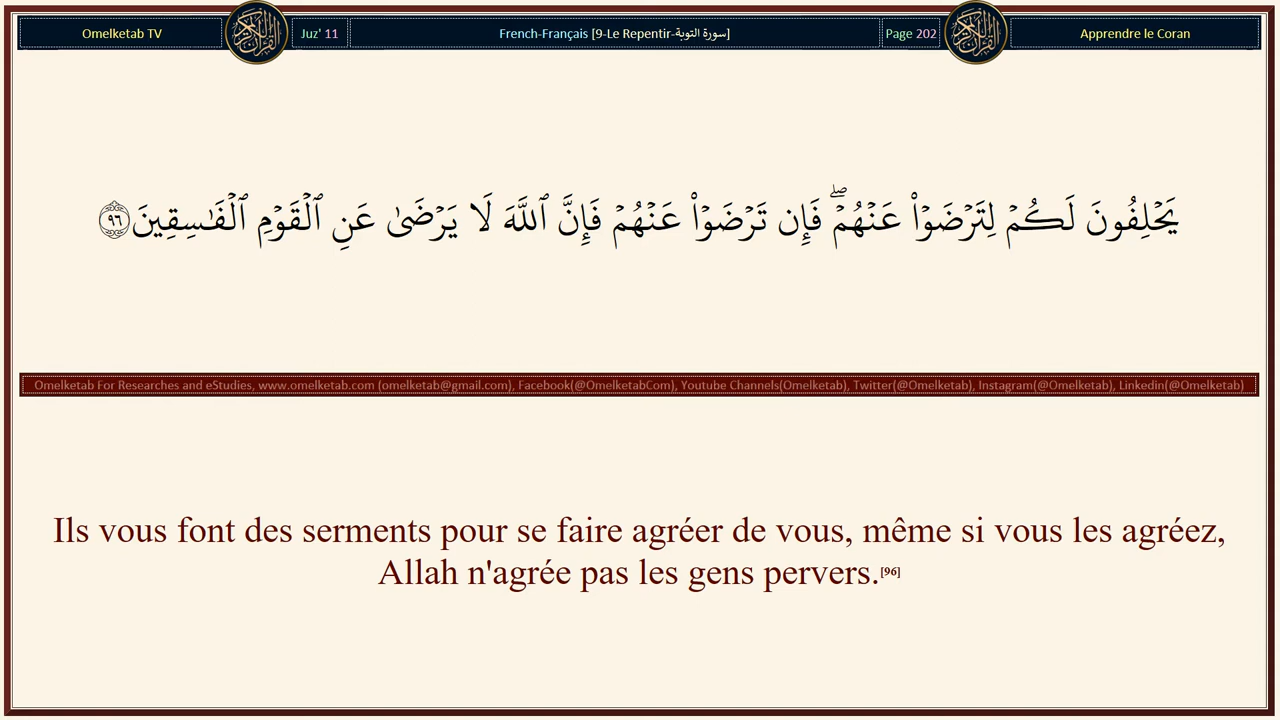 Omelketab TV
Juz' 11
French-Français [9-Le Repentir-سورة التوبة]
Page 202
Apprendre le Coran
يَحۡلِفُونَ لَكُمۡ لِتَرۡضَوۡاْ عَنۡهُمۡۖ فَإِن تَرۡضَوۡاْ عَنۡهُمۡ فَإِنَّ ٱللَّهَ لَا يَرۡضَىٰ عَنِ ٱلۡقَوۡمِ ٱلۡفَٰسِقِينَ ٩٦
Omelketab For Researches and eStudies, www.omelketab.com (omelketab@gmail.com), Facebook(@OmelketabCom), Youtube Channels(Omelketab), Twitter(@Omelketab), Instagram(@Omelketab), Linkedin(@Omelketab)
Ils vous font des serments pour se faire agréer de vous, même si vous les agréez,
Allah n'agrée pas les gens pervers.[96]